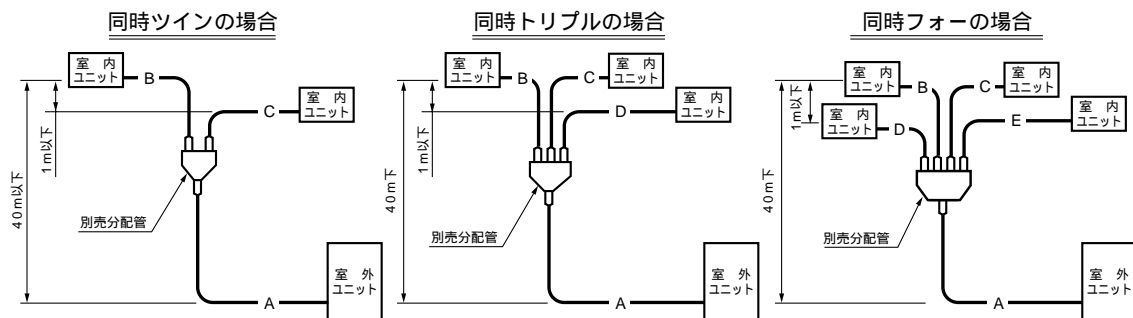 同時ツインの場合
室 内
ユニット
B
C
室 内
ユニット
1m以下
40m以下
別売分配管
A
室 外
ユニット
同時トリプルの場合
室 内
ユニット
B
C
室 内
ユニット
D
室 内
ユニット
1m以下
40m下
別売分配管
A
室 外
ユニット
同時フォーの場合
室 内
ユニット
B
C
室 内
ユニット
室 内
ユニット
D
E
室 内
ユニット
1m以下
40m下
別売分配管
A
室 外
ユニット